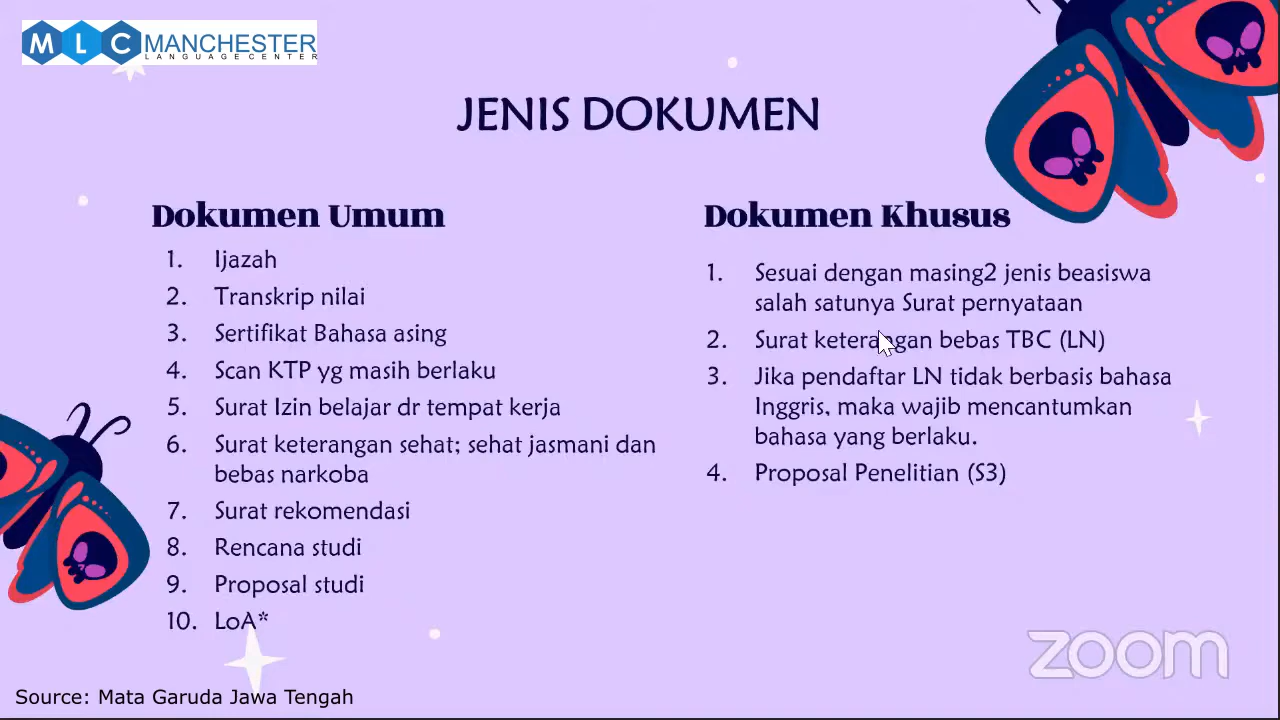 MLC MANCHESTER
LANGUAGE CENTER
JENIS DOKUMEN
Dokumen Umum
1. Ijazah
2. Transkrip nilai
3. Sertifikat Bahasa asing
4. Scan KTP yg masih berlaku
5. Surat Izin belajar dr tempat kerja
6. Surat keterangan sehat; sehat jasmani dan
bebas narkoba
7. Surat rekomendasi
8. Rencana studi
9. Proposal studi
10. LoA*
Dokumen Khusus
1. Sesuai dengan masing2 jenis beasiswa
salah satunya Surat pernyataan
2. Surat keterangan bebas TBC (LN)
3. Jika pendaftar LN tidak berbasis bahasa
Inggris, maka wajib mencantumkan
bahasa yang berlaku.
4. Proposal Penelitian (S3)
zoom
Source: Mata Garuda Jawa Tengah